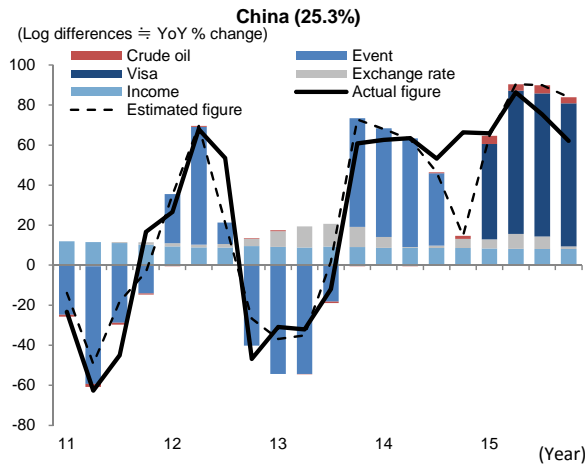 China (25.3%)
(Log differences ≒ YoY % change)
Crude oil
Event
Visa
Exchange rate
Income
Estimated figure
Actual figure
100
80
60
40
20
0
-20
-40
-60
-80
11 12 13 14 15
(Year)